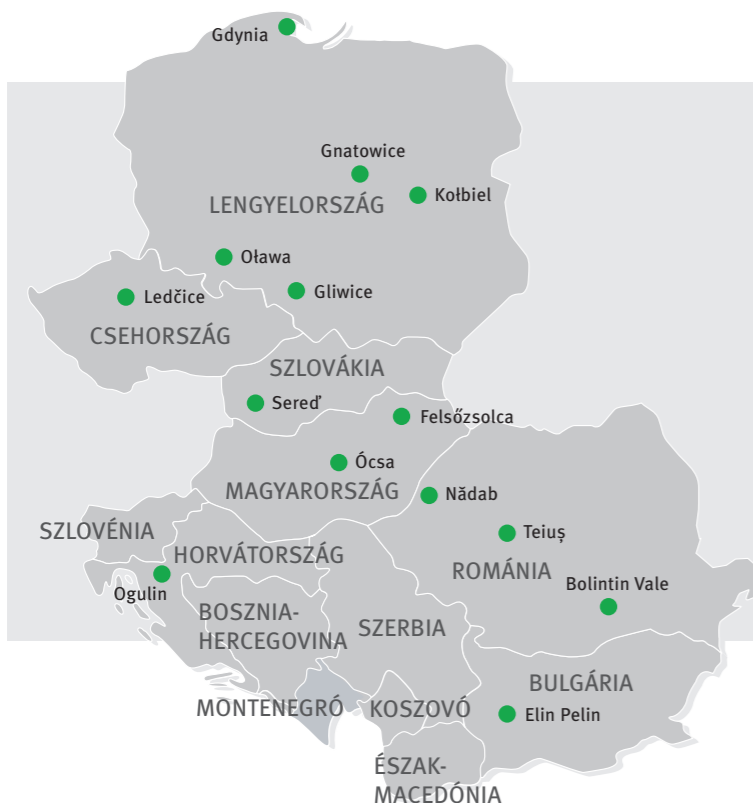 Gdynia
Gnatowice
LENGYELORSZÁG
Kołbiel
Oława
Gliwice
Ledčice
CSEHORSZÁG
SZLOVÁKIA
Sereď
Felsőzsolca
Ócsa
MAGYARORSZÁG
Nădab
SZLOVÉNIA
HORVÁTORSZÁG
Teiuș
ROMÁNIA
Ogulin
Bolintin Vale
BOSZNIA-
HERCEGOVINA
SZERBIA
BULGÁRIA
MONTENEGRÓ
KOSZOVÓ
Elin Pelin
ÉSZAK-
MACEDÓNIA